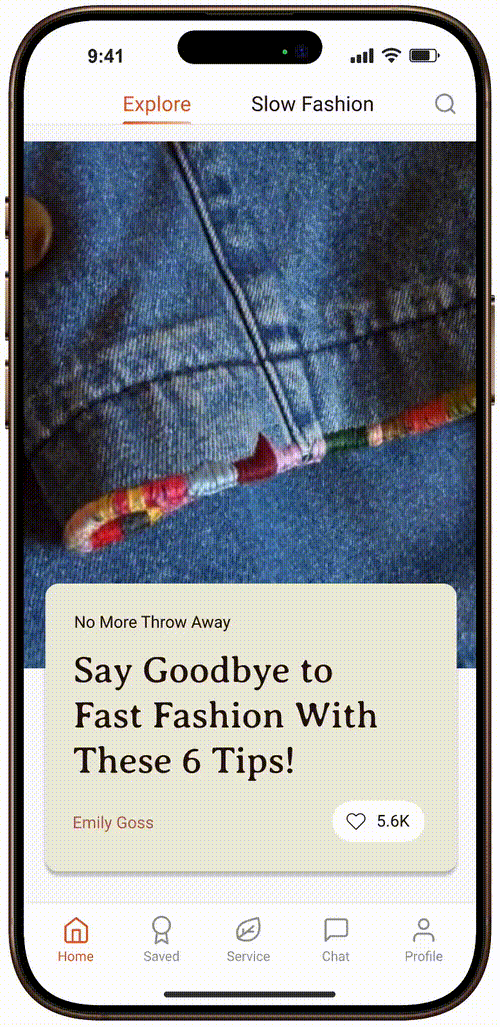 9:41
Explore
Slow Fashion
No More Throw Away
Say Goodbye to
Fast Fashion With
These 6 Tips!
Emily Goss
5.6K
Home
Saved
Service
Chat
Profile